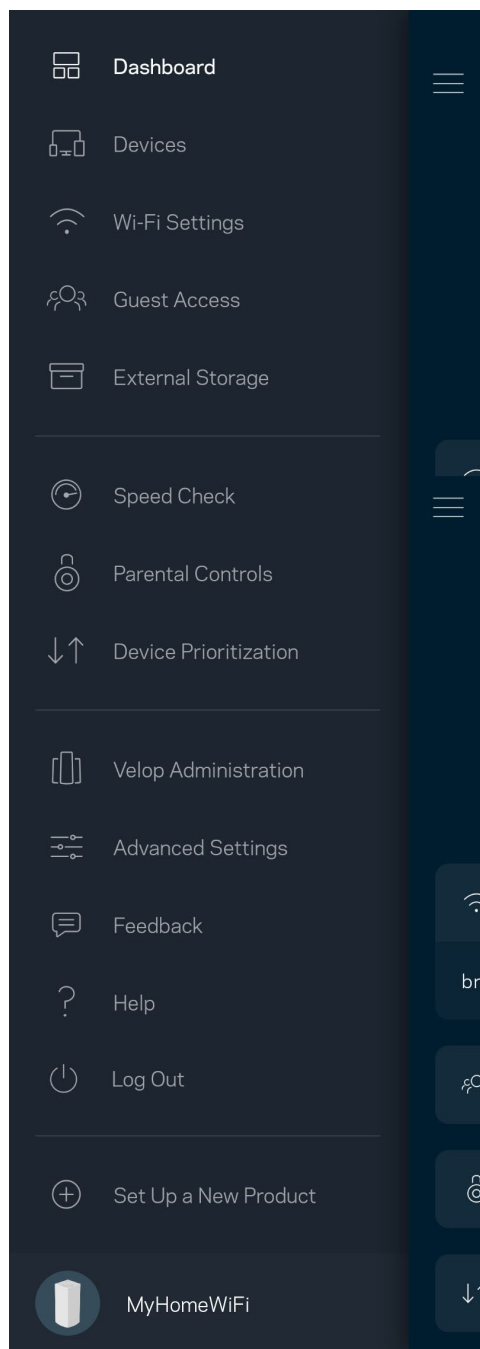 Dashboard
Devices
Wi-Fi Settings
Guest Access
External Storage
Speed Check
Parental Controls
Device Prioritization
Velop Administration
Advanced Settings
Feedback
br
Help
Log Out
Set Up a New Product
MyHomeWiFi